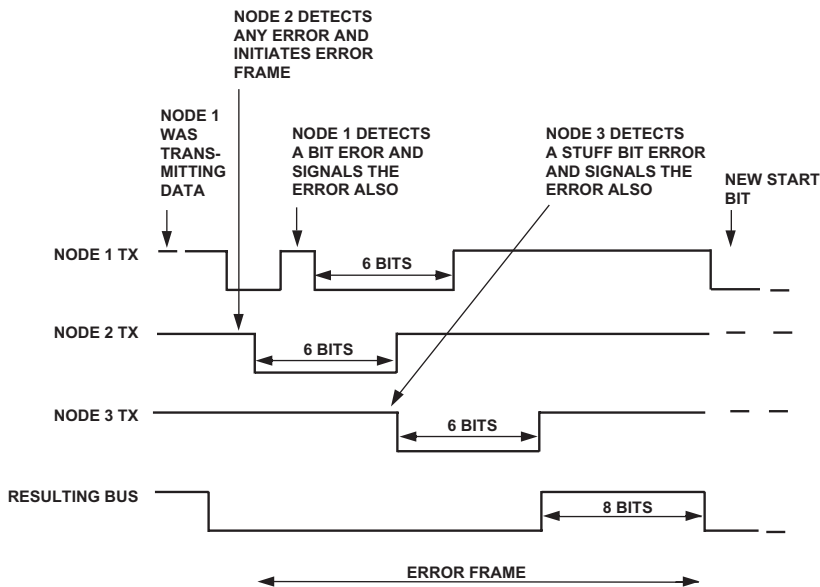 NODE 2 DETECTS
ANY ERROR AND
INITIATES ERROR
FRAME
NODE 1
WAS
TRANS-
MITTING
DATA
NODE 1 DETECTS
A BIT EROR AND
SIGNALS THE
ERROR ALSO
NODE 3 DETECTS
A STUFF BIT ERROR
AND SIGNALS THE
ERROR ALSO
NEW START
BIT
NODE 1 TX
6 BITS
NODE 2 TX
6 BITS
NODE 3 TX
6 BITS
RESULTING BUS
8 BITS
ERROR FRAME